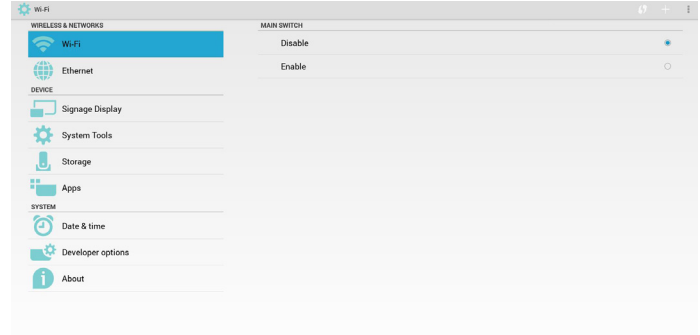 Wi-Fi
WIRELESS & NETWORKS
Wi-Fi
Ethernet
DEVICE
Signage Display
System Tools
Storage
Apps
SYSTEM
Date & time
Developer options
About
MAIN SWITCH
Disable
Enable